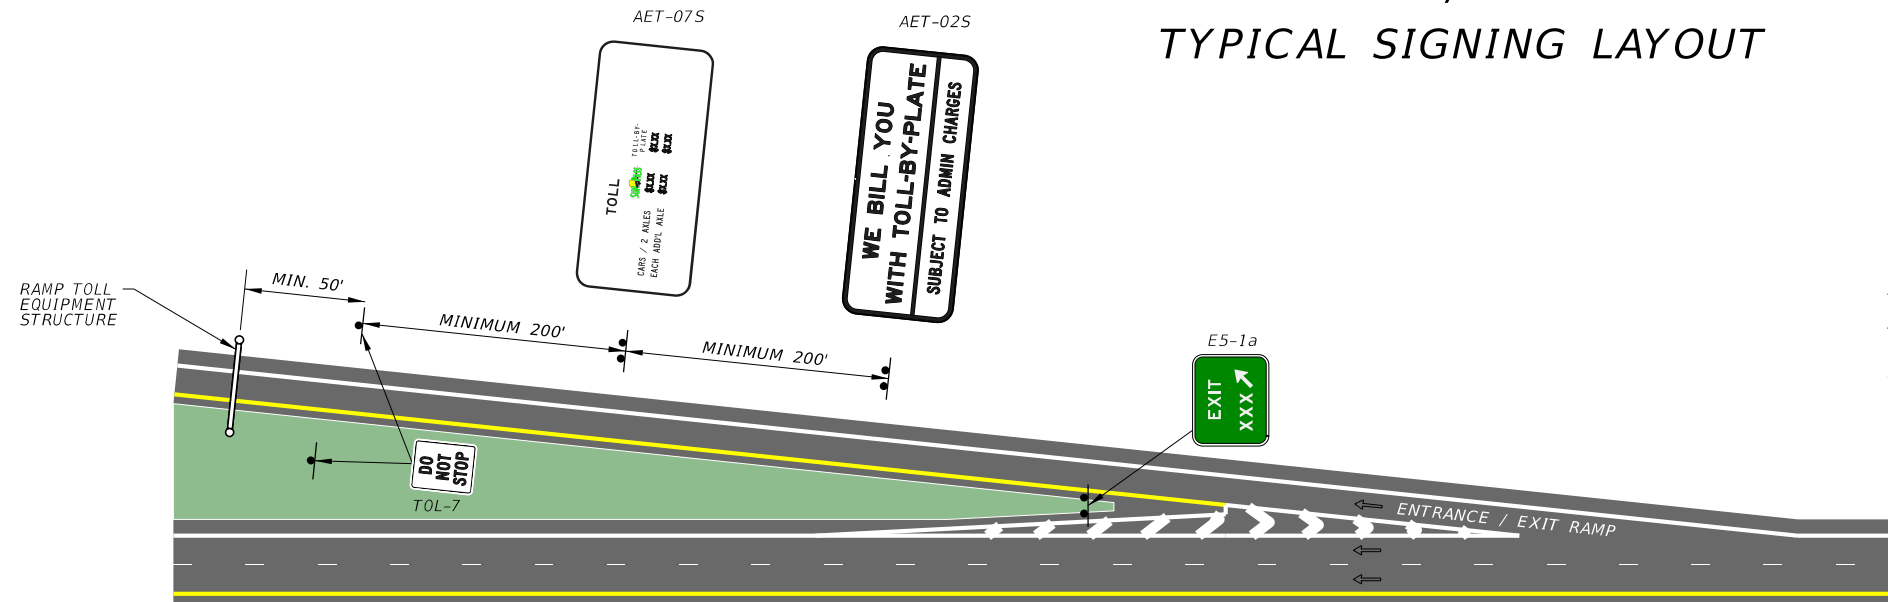 TYPICAL SIGNING LAYOUT
AET-07S
AET-02S
TOLL
TOLL-BY-
PLATE
SUNPASS
CARS / 2 AXLES $X.XX $X.XX
EACH ADD'L AXLE $X.XX $X.XX
WE BILL YOU
WITH TOLL-BY-PLATE
SUBJECT TO ADMIN CHARGES
RAMP TOLL
EQUIPMENT
STRUCTURE
MIN. 50'
MINIMUM 200'
MINIMUM 200'
E5-1a
EXIT
XXX
DO
NOT
STOP
TOL-7
ENTRANCE / EXIT RAMP